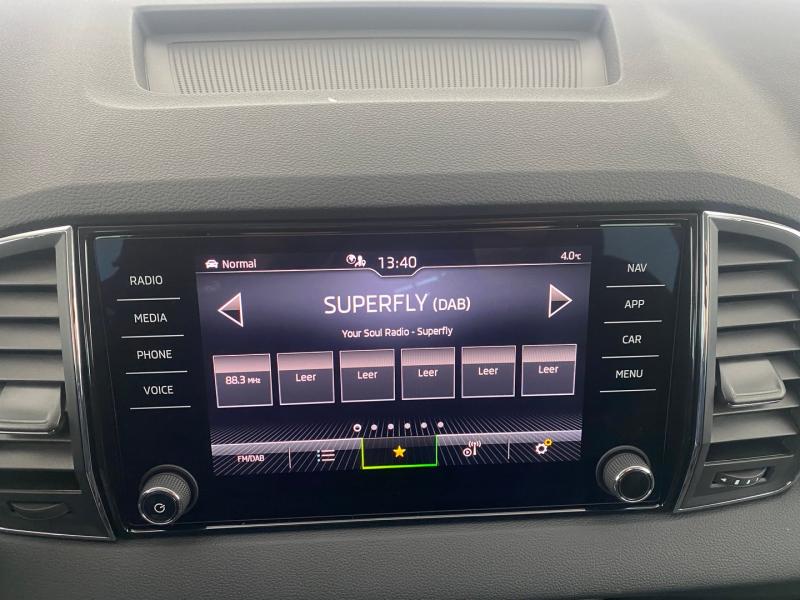 RADIO
MEDIA
PHONE
VOICE
Normal
13:40
4.0°C
SUPERFLY (DAB)
Your Soul Radio - Superfly
88.3 MHz
Leer
Leer
Leer
Leer
Leer
FM/DAB
NAV
APP
CAR
MENU